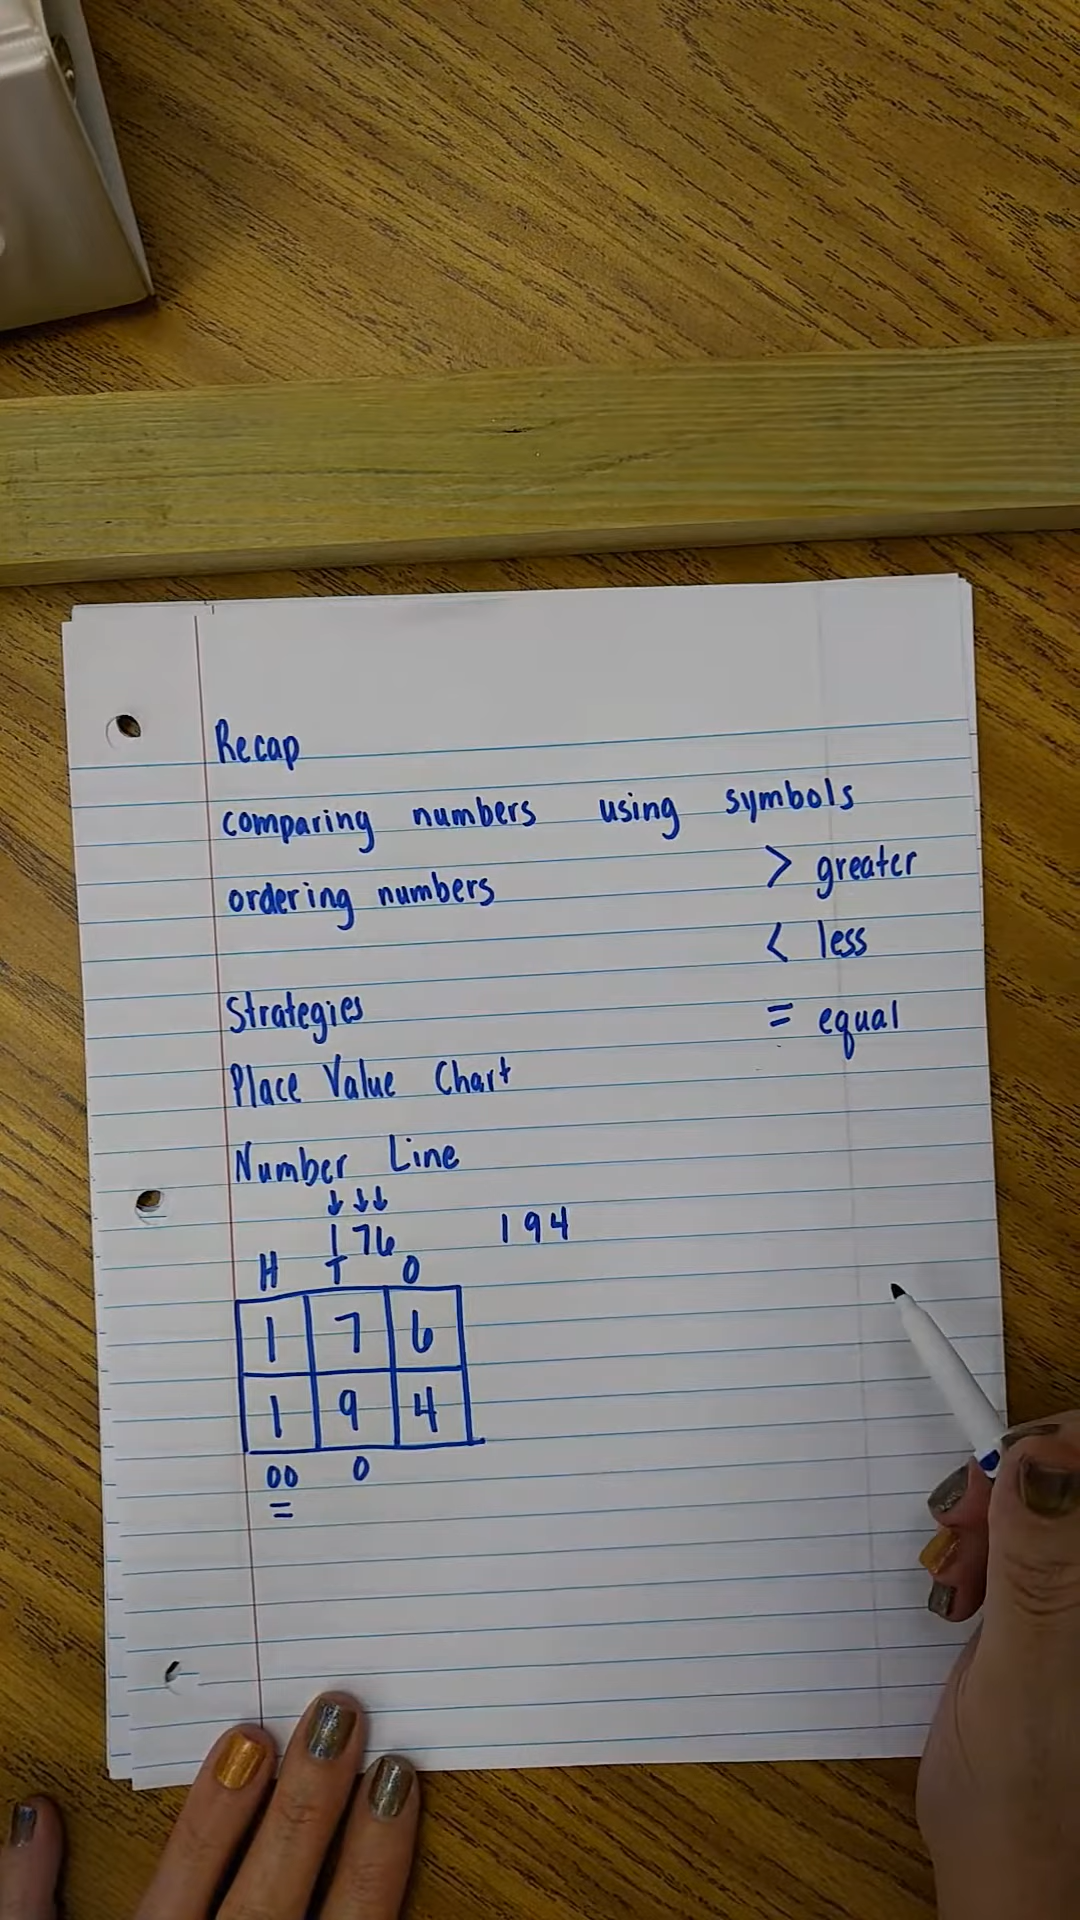 Recap
comparing numbers using symbols
> greater
ordering numbers
< less
Strategies
= equal
Place Value Chart
Number Line
↓ ↓ ↓
176 194
H T O
1 7 6
1 9 4
00 0
=